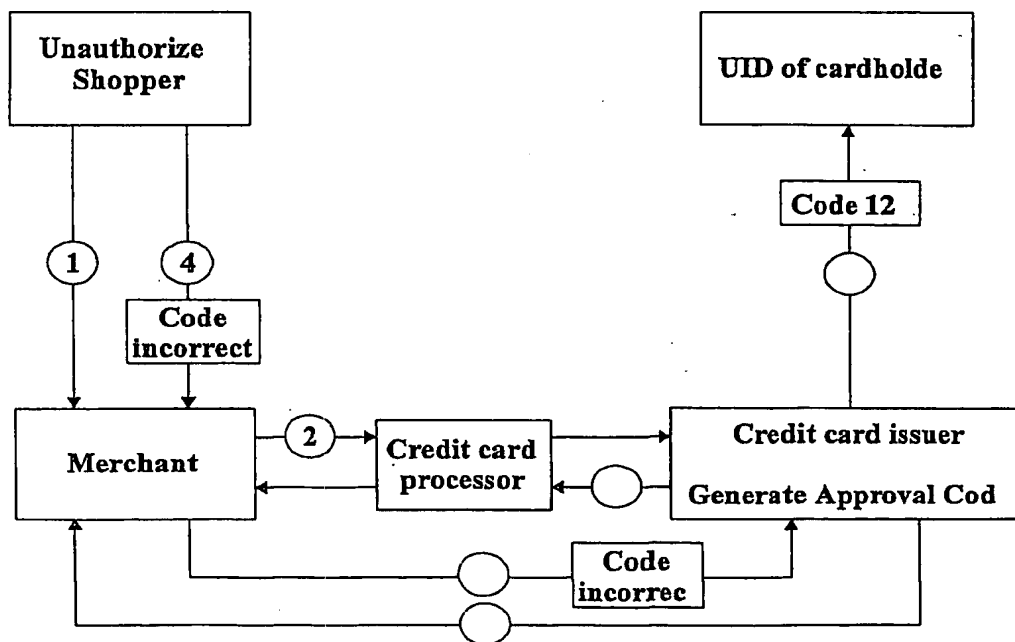 Unauthorize
Shopper
UID of cardholde
Code 12
1
4
Code
incorrect
Merchant
2
Credit card
processor
Credit card issuer
Generate Approval Cod
Code
incorrec